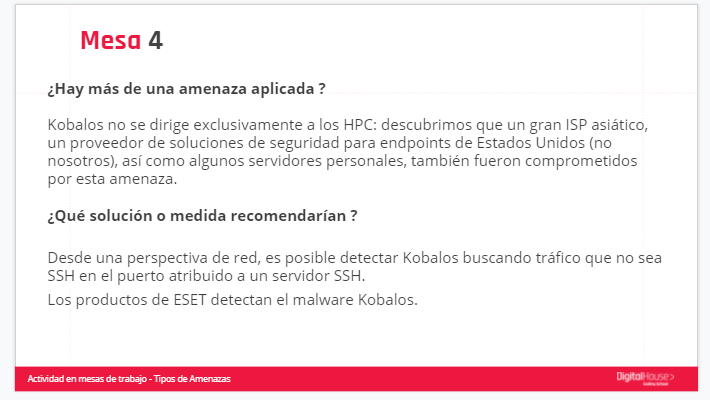 Mesa 4
¿Hay más de una amenaza aplicada ?
Kobalos no se dirige exclusivamente a los HPC: descubrimos que un gran ISP asiático,
un proveedor de soluciones de seguridad para endpoints de Estados Unidos (no
nosotros), así como algunos servidores personales, también fueron comprometidos
por esta amenaza.
¿Qué solución o medida recomendarían ?
Desde una perspectiva de red, es posible detectar Kobalos buscando tráfico que no sea
SSH en el puerto atribuido a un servidor SSH.
Los productos de ESET detectan el malware Kobalos.
Actividad en mesas de trabajo - Tipos de Amenazas
DigitalHouse>
Coding School